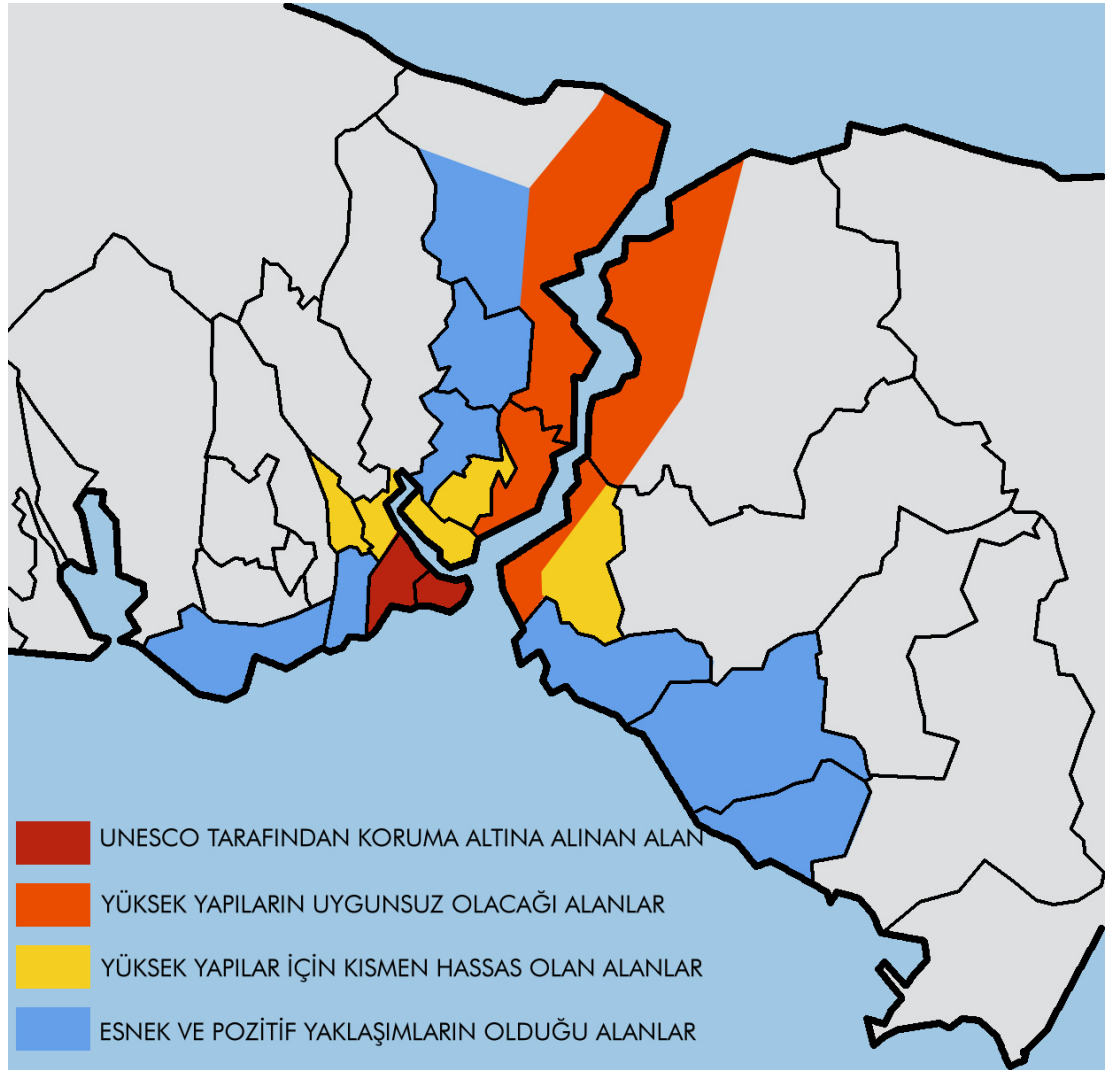 UNESCO TARAFINDAN KORUMA ALTINA ALINAN ALAN
YÜKSEK YAPILARIN UYGUNSUZ OLACAĞI ALANLAR
YÜKSEK YAPILAR İÇİN KISMEN HASSAS OLAN ALANLAR
ESNEK VE POZİTİF YAKLAŞIMLARIN OLDUĞU ALANLAR